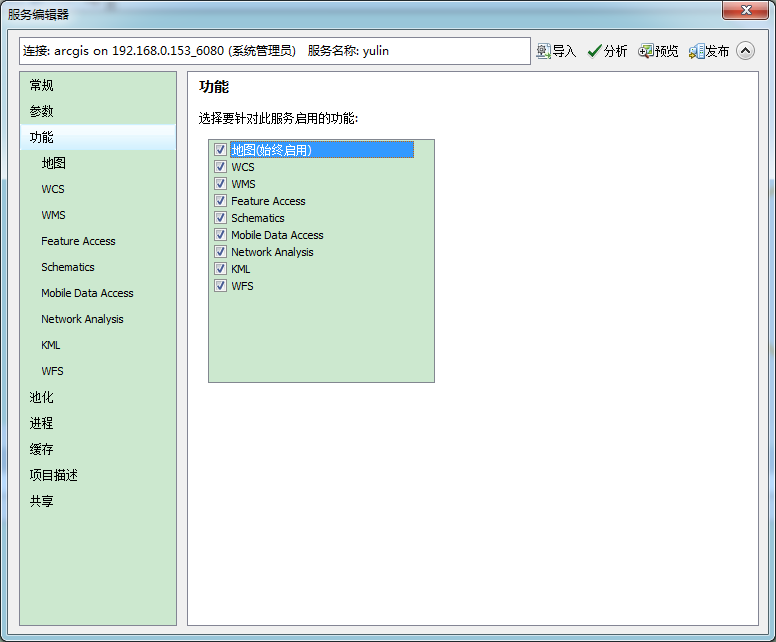 服务编辑器
连接: arcgis on 192.168.0.153_6080 (系统管理员) 服务名称: yulin
导入 分析 预览 发布
常规
参数
功能
地图
WCS
WMS
Feature Access
Schematics
Mobile Data Access
Network Analysis
KML
WFS
池化
进程
缓存
项目描述
共享
功能
选择要针对此服务启用的功能:
地图(始终启用)
WCS
WMS
Feature Access
Schematics
Mobile Data Access
Network Analysis
KML
WFS